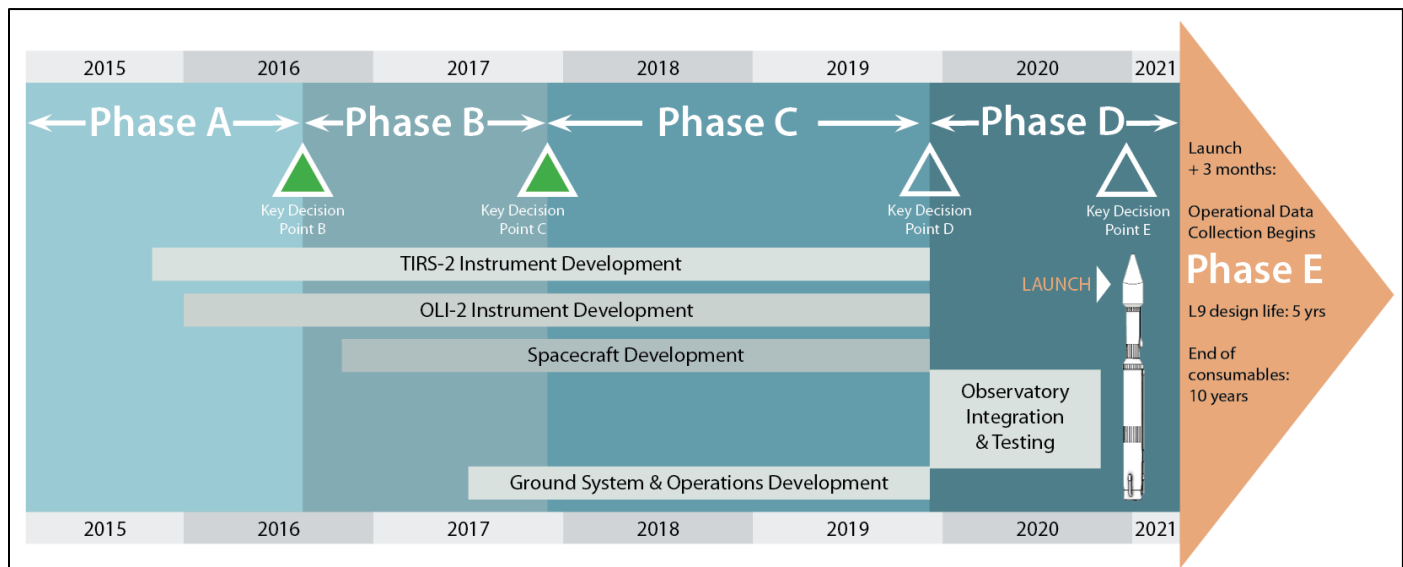 2015 2016 2017 2018 2019 2020 2021
Phase A Phase B Phase C Phase D
Key Decision
Point B
Key Decision
Point C
Key Decision
Point D
Key Decision
Point E
TIRS-2 Instrument Development
OLI-2 Instrument Development
Spacecraft Development
Observatory
Integration
& Testing
Ground System & Operations Development
LAUNCH
Launch
+ 3 months:
Operational Data
Collection Begins
Phase E
L9 design life: 5 yrs
End of
consumables:
10 years
2015 2016 2017 2018 2019 2020 2021